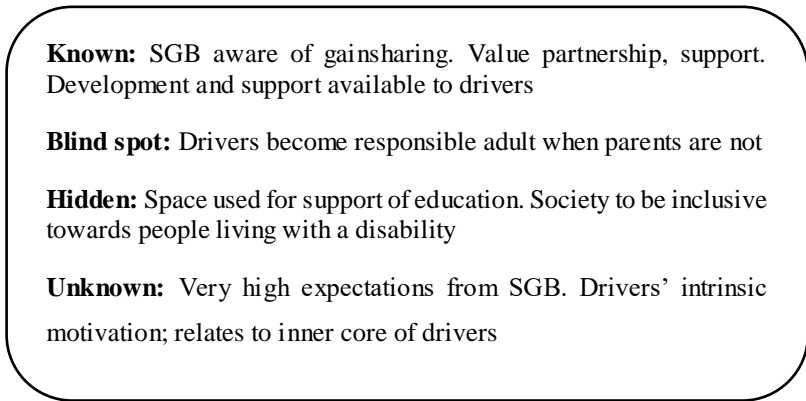 Known: SGB aware of gainsharing. Value partnership, support.
Development and support available to drivers
Blind spot: Drivers become responsible adult when parents are not
Hidden: Space used for support of education. Society to be inclusive
towards people living with a disability
Unknown: Very high expectations from SGB. Drivers' intrinsic
motivation; relates to inner core of drivers